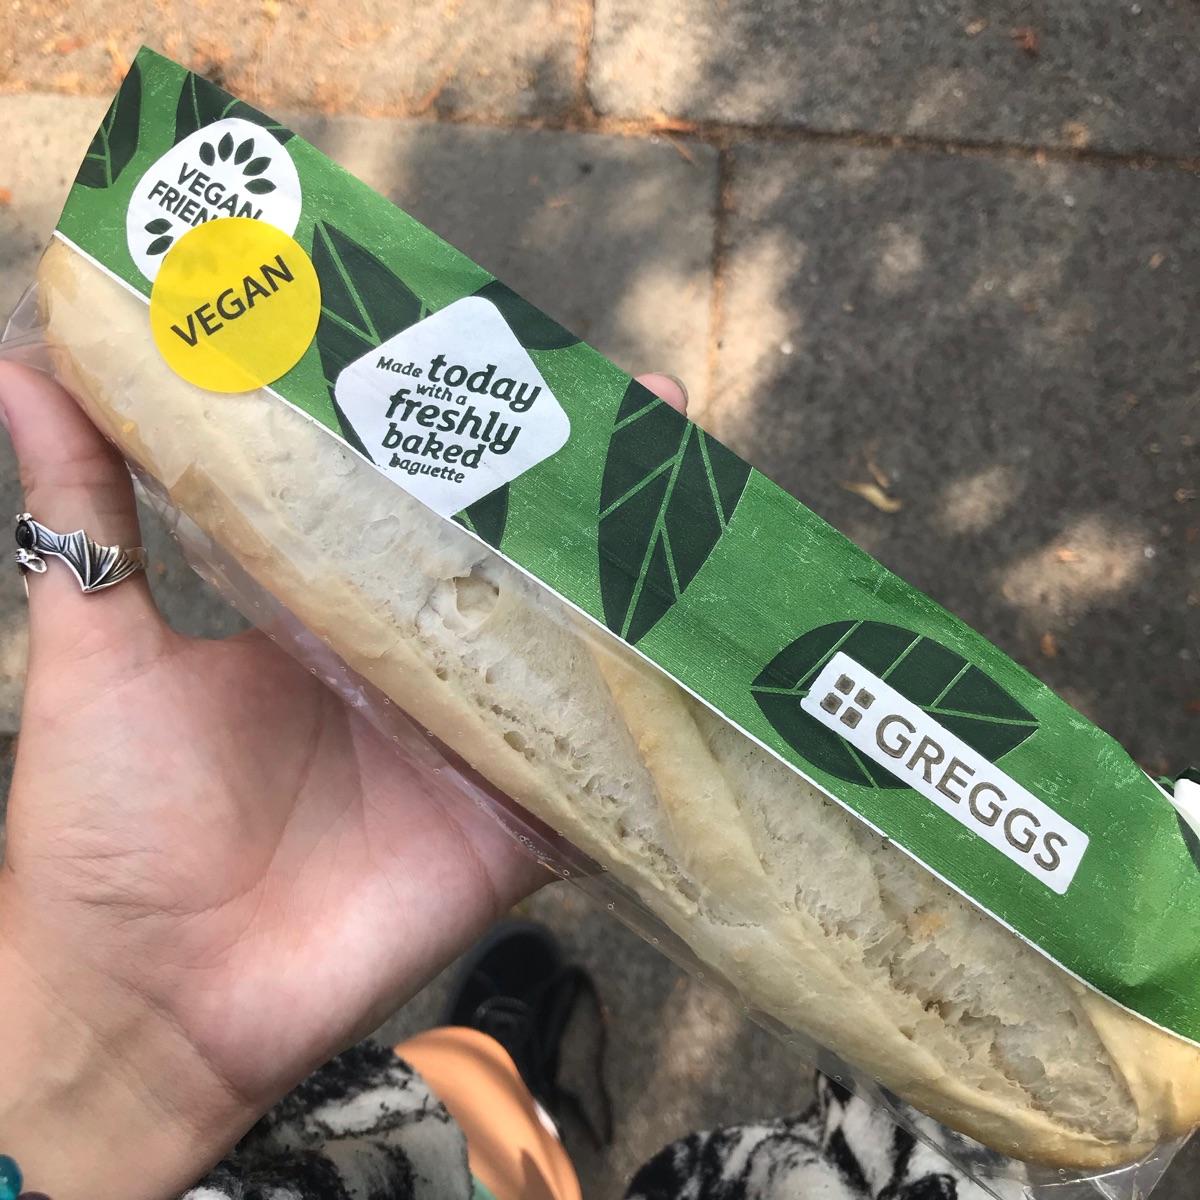 VEGAN
VEGAN
Made today
with a
freshly
baked
baguette
GREGGS